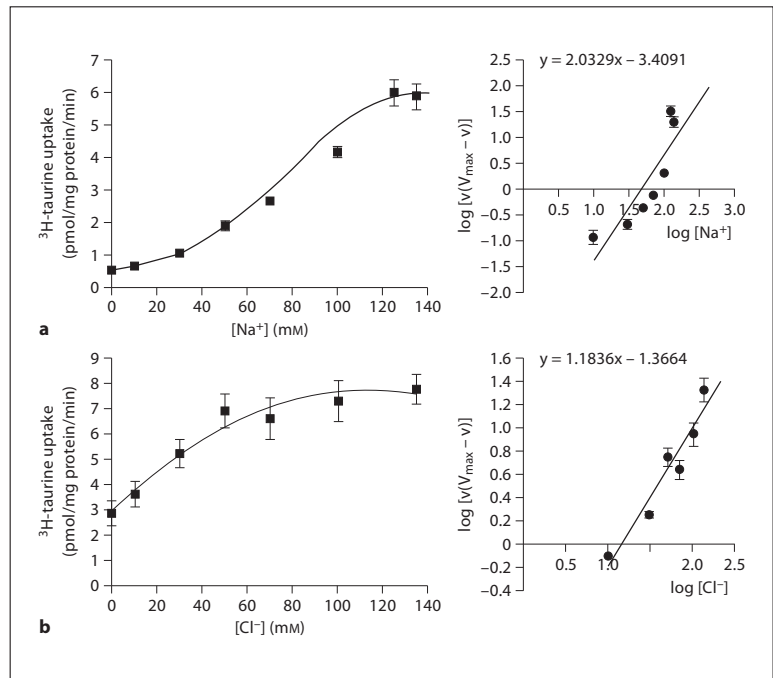 a
³H-taurine uptake
(pmol/mg protein/min)
7
6
5
4
3
2
1
0
0 20 40 60 80 100 120 140
[Na⁺] (mM)
y = 2.0329x – 3.4091
log [v(Vmax – v)]
2.5
2.0
1.5
1.0
0.5
0
–0.5
–1.0
–1.5
–2.0
0.5 1.0 1.5 2.0 2.5 3.0
log [Na⁺]
b
³H-taurine uptake
(pmol/mg protein/min)
9
8
7
6
5
4
3
2
1
0
0 20 40 60 80 100 120 140
[Cl⁻] (mM)
y = 1.1836x – 1.3664
log [v(Vmax – v)]
1.6
1.4
1.2
1.0
0.8
0.6
0.4
0.2
0
–0.2
–0.4
0.5 1.0 1.5 2.0 2.5
log [Cl⁻]